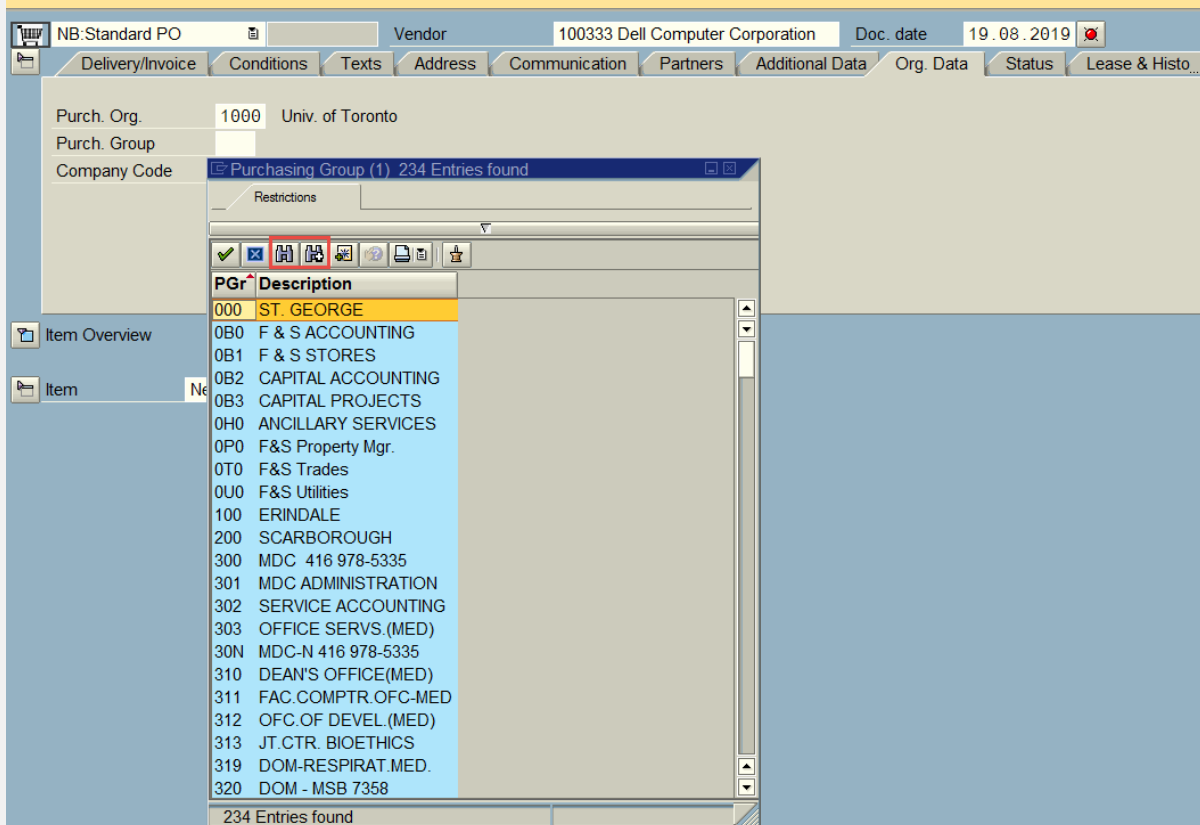 NB:Standard PO Vendor 100333 Dell Computer Corporation Doc. date 19.08.2019
Delivery/Invoice Conditions Texts Address Communication Partners Additional Data Org. Data Status Lease & Histo...
Purch. Org. 1000 Univ. of Toronto
Purch. Group
Company Code
Purchasing Group (1) 234 Entries found
Restrictions
PGr Description
000 ST. GEORGE
0B0 F & S ACCOUNTING
Item Overview
0B1 F & S STORES
0B2 CAPITAL ACCOUNTING
Item Ne
0B3 CAPITAL PROJECTS
0H0 ANCILLARY SERVICES
0P0 F&S Property Mgr.
0T0 F&S Trades
0U0 F&S Utilities
100 ERINDALE
200 SCARBOROUGH
300 MDC 416 978-5335
301 MDC ADMINISTRATION
302 SERVICE ACCOUNTING
303 OFFICE SERVS.(MED)
30N MDC-N 416 978-5335
310 DEAN'S OFFICE(MED)
311 FAC.COMPTR.OFC-MED
312 OFC.OF DEVEL.(MED)
313 JT.CTR. BIOETHICS
319 DOM-RESPIRAT.MED.
320 DOM - MSB 7358
234 Entries found